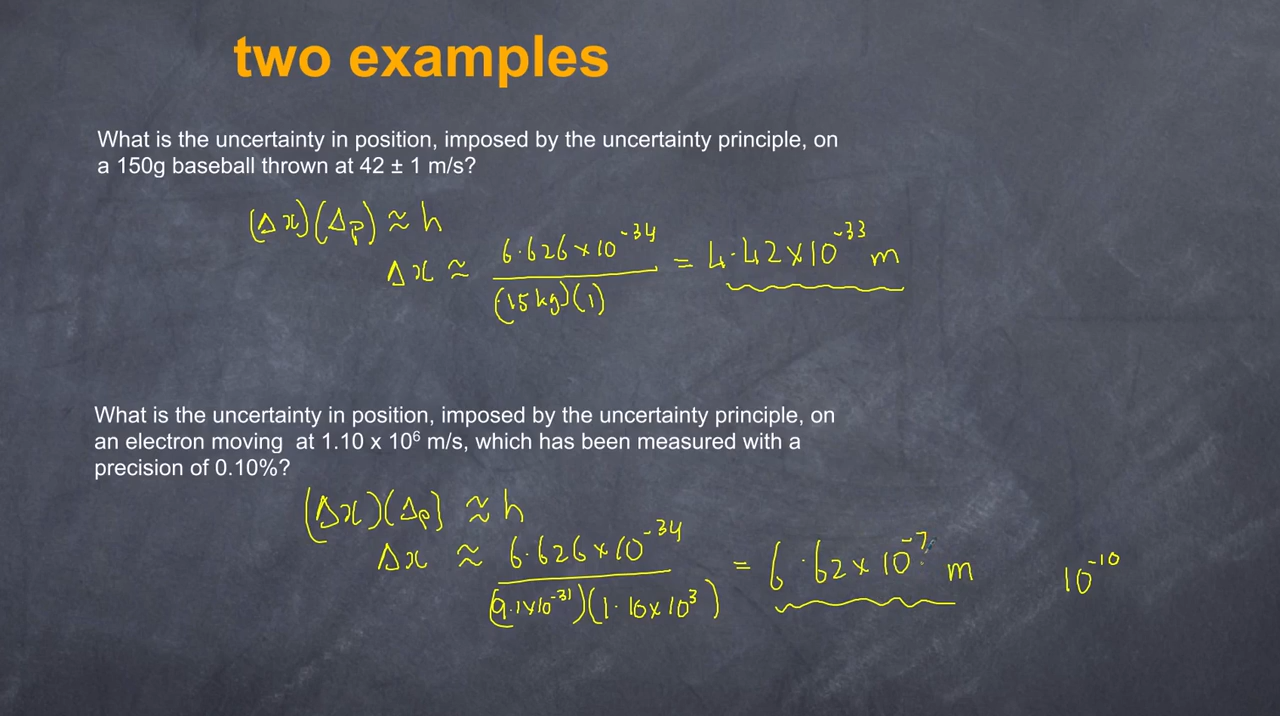 two examples
What is the uncertainty in position, imposed by the uncertainty principle, on
a 150g baseball thrown at 42 ± 1 m/s?
(Δx)(Δp) ≈ h
Δx ≈ 6.626×10⁻³⁴ / (.15kg)(1) = 4.42×10⁻³³ m
What is the uncertainty in position, imposed by the uncertainty principle, on
an electron moving at 1.10 x 10⁶ m/s, which has been measured with a
precision of 0.10%?
(Δx)(Δp) ≈ h
Δx ≈ 6.626×10⁻³⁴ / (9.1×10⁻³¹)(1.10×10³) = 6.62×10⁻⁷ m 10⁻¹⁰